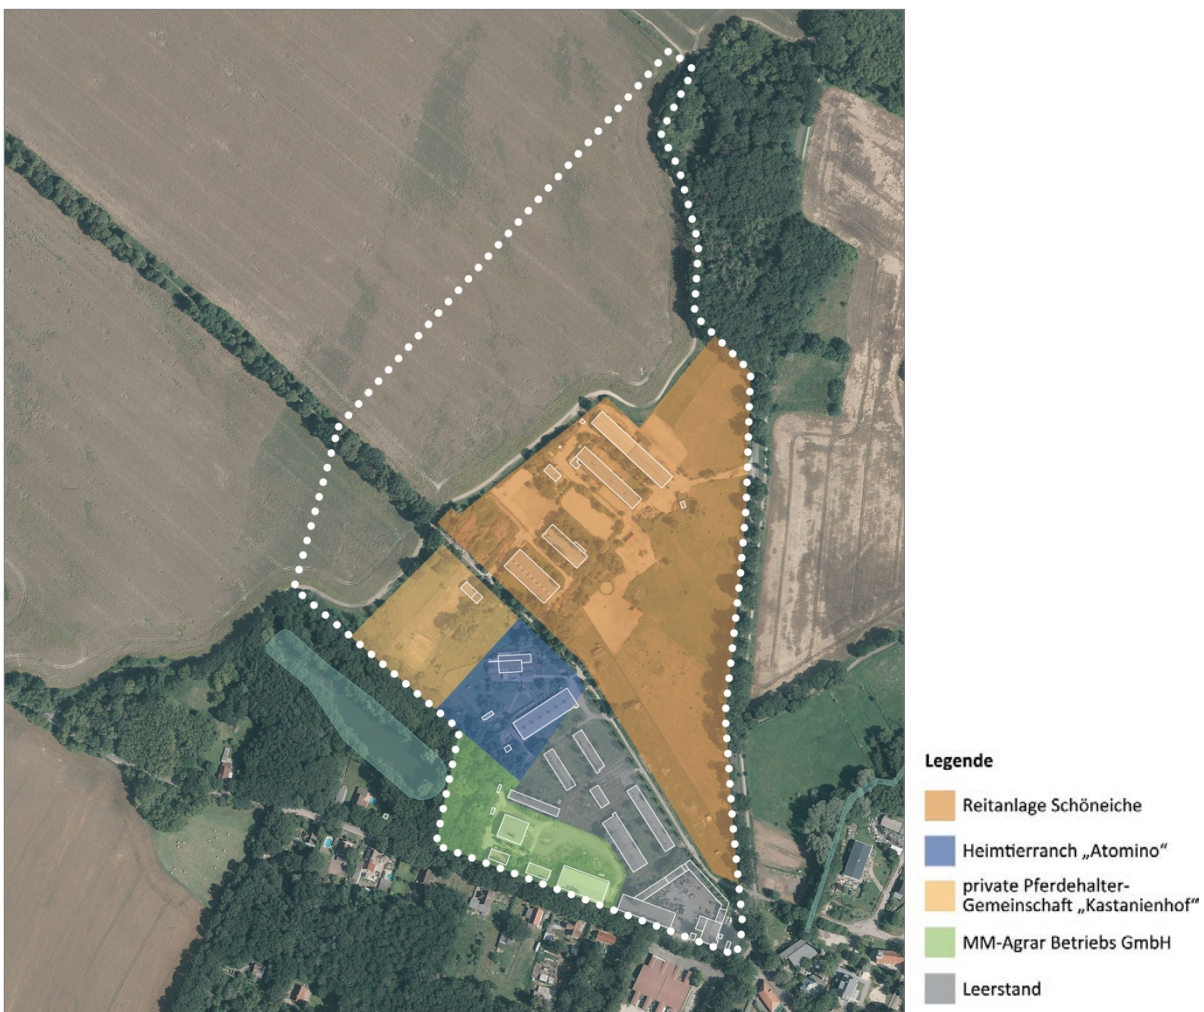 Legende
Reitanlage Schöneiche
Heimtierranch „Atomino“
private Pferdehalter-
Gemeinschaft „Kastanienhof“
MM-Agrar Betriebs GmbH
Leerstand